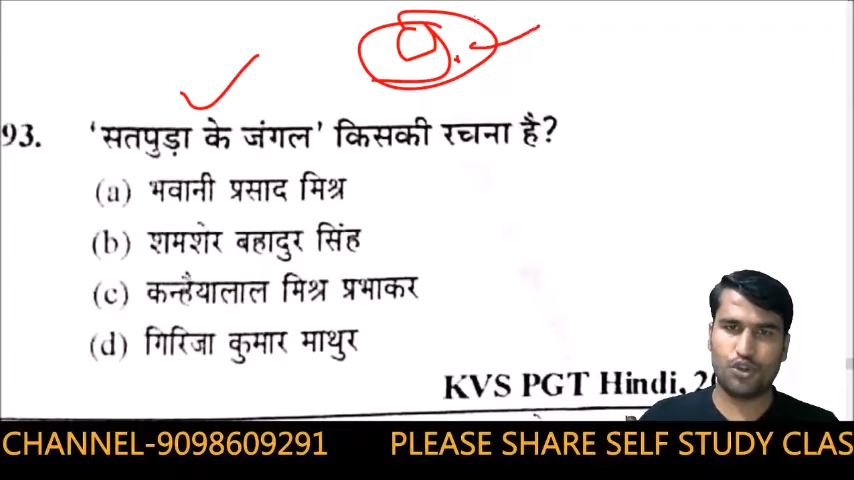 93. 'सतपुड़ा के जंगल' किसकी रचना है?
(a) भवानी प्रसाद मिश्र
(b) शमशेर बहादुर सिंह
(c) कन्हैयालाल मिश्र प्रभाकर
(d) गिरिजा कुमार माथुर
KVS PGT Hindi,
CHANNEL-9098609291 PLEASE SHARE SELF STUDY CLAS